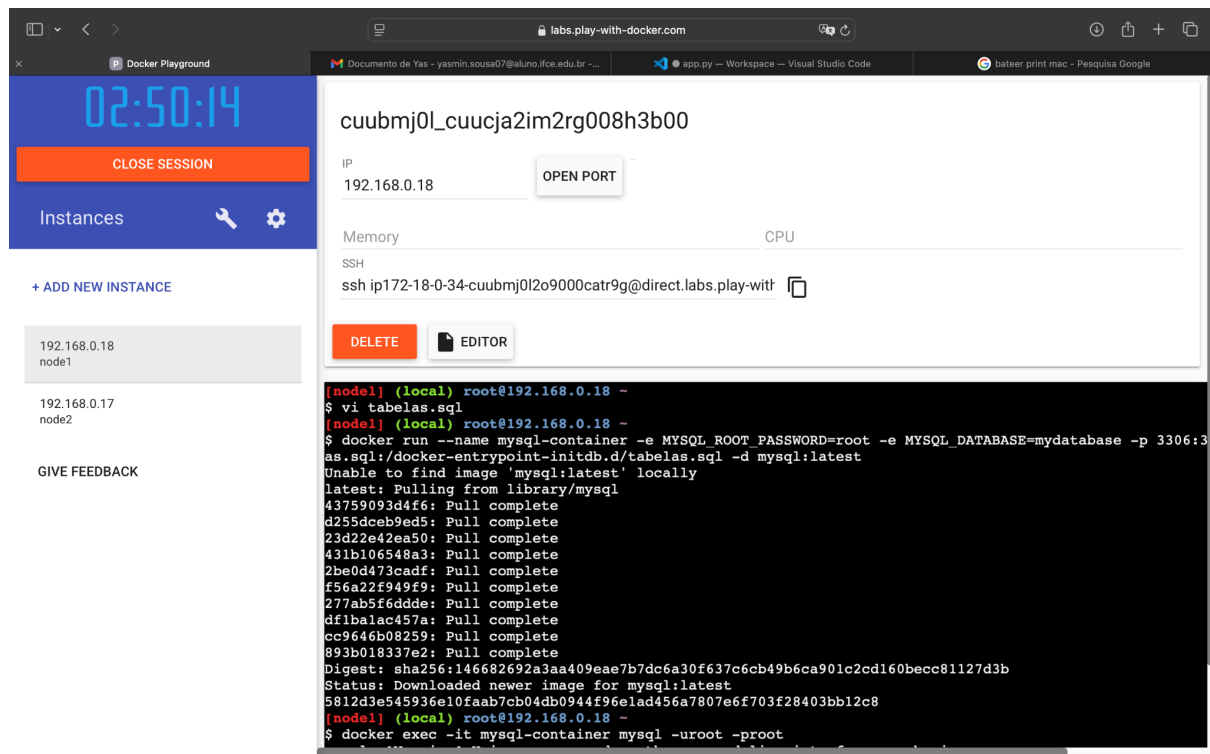 labs.play-with-docker.com
Docker Playground
Documento de Yas - yasmin.sousa07@aluno.ifce.edu.br -...
app.py — Workspace — Visual Studio Code
bateer print mac - Pesquisa Google
02:50:14
CLOSE SESSION
Instances
+ ADD NEW INSTANCE
192.168.0.18
node1
192.168.0.17
node2
GIVE FEEDBACK
cuubmj0l_cuucja2im2rg008h3b00
IP
192.168.0.18
OPEN PORT
Memory
CPU
SSH
ssh ip172-18-0-34-cuubmj0l2o9000catr9g@direct.labs.play-with
DELETE
EDITOR
[node1] (local) root@192.168.0.18 ~
$ vi tabelas.sql
[node1] (local) root@192.168.0.18 ~
$ docker run --name mysql-container -e MYSQL_ROOT_PASSWORD=root -e MYSQL_DATABASE=mydatabase -p 3306:3
as.sql:/docker-entrypoint-initdb.d/tabelas.sql -d mysql:latest
Unable to find image 'mysql:latest' locally
latest: Pulling from library/mysql
43759093d4f6: Pull complete
d255dceb9ed5: Pull complete
23d22e42ea50: Pull complete
431b106548a3: Pull complete
2be0d473cadf: Pull complete
f56a22f949f9: Pull complete
277ab5f6ddde: Pull complete
df1ba1ac457a: Pull complete
cc9646b08259: Pull complete
893b018337e2: Pull complete
Digest: sha256:146682692a3aa409eae7b7dc6a30f637c6cb49b6ca901c2cd160becc81127d3b
Status: Downloaded newer image for mysql:latest
5812d3e545936e10faab7cb04db0944f96e1ad456a7807e6f703f28403bb12c8
[node1] (local) root@192.168.0.18 ~
$ docker exec -it mysql-container mysql -uroot -proot